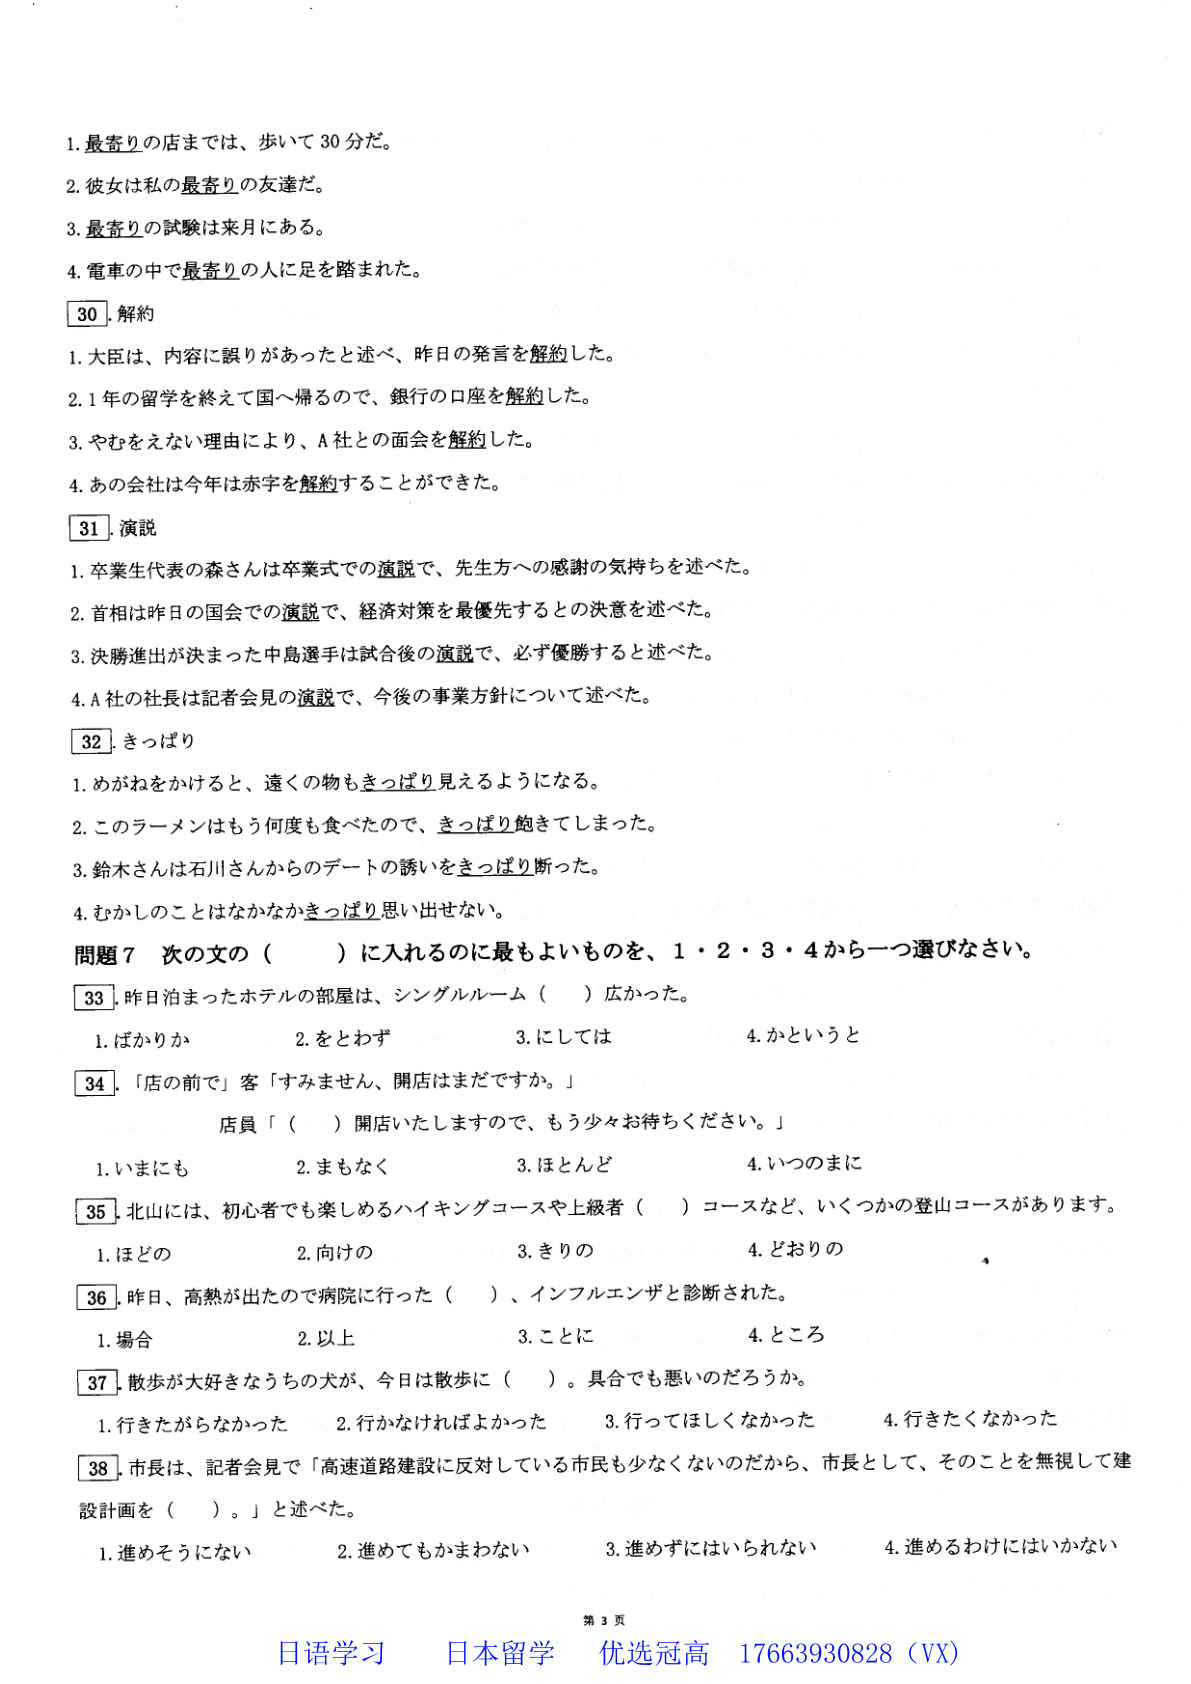 1.最寄りの店までは、歩いて30分だ。
2.彼女は私の最寄りの友達だ。
3.最寄りの試験は来月にある。
4.電車の中で最寄りの人に足を踏まれた。
30.解約
1.大臣は、内容に誤りがあったと述べ、昨日の発言を解約した。
2.1年の留学を終えて国へ帰るので、銀行の口座を解約した。
3.やむをえない理由により、A社との面会を解約した。
4.あの会社は今年は赤字を解約することができた。
31.演説
1.卒業生代表の森さんは卒業式での演説で、先生方への感謝の気持ちを述べた。
2.首相は昨日の国会での演説で、経済対策を最優先するとの決意を述べた。
3.決勝進出が決まった中島選手は試合後の演説で、必ず優勝すると述べた。
4.A社の社長は記者会見の演説で、今後の事業方針について述べた。
32.きっぱり
1.めがねをかけると、遠くの物もきっぱり見えるようになる。
2.このラーメンはもう何度も食べたので、きっぱり飽きてしまった。
3.鈴木さんは石川さんからのデートの誘いをきっぱり断った。
4.むかしのことはなかなかきっぱり思い出せない。
問題7　次の文の（　　　）に入れるのに最もよいものを、1・2・3・4から一つ選びなさい。
33.昨日泊まったホテルの部屋は、シングルルーム（　　）広かった。
1.ばかりか　2.をとわず　3.にしては　4.かというと
34.「店の前で」客「すみません、開店はまだですか。」
店員「（　　）開店いたしますので、もう少々お待ちください。」
1.いまにも　2.まもなく　3.ほとんど　4.いつのまに
35.北山には、初心者でも楽しめるハイキングコースや上級者（　　）コースなど、いくつかの登山コースがあります。
1.ほどの　2.向けの　3.きりの　4.どおりの
36.昨日、高熱が出たので病院に行った（　　）、インフルエンザと診断された。
1.場合　2.以上　3.ことに　4.ところ
37.散歩が大好きなうちの犬が、今日は散歩に（　　）。具合でも悪いのだろうか。
1.行きたがらなかった　2.行かなければよかった　3.行ってほしくなかった　4.行きたくなかった
38.市長は、記者会見で「高速道路建設に反対している市民も少なくないのだから、市長として、そのことを無視して建
設計画を（　　）。」と述べた。
1.進めそうにない　2.進めてもかまわない　3.進めずにはいられない　4.進めるわけにはいかない
第 3 页
日语学习　日本留学　优选冠高　17663930828（VX）